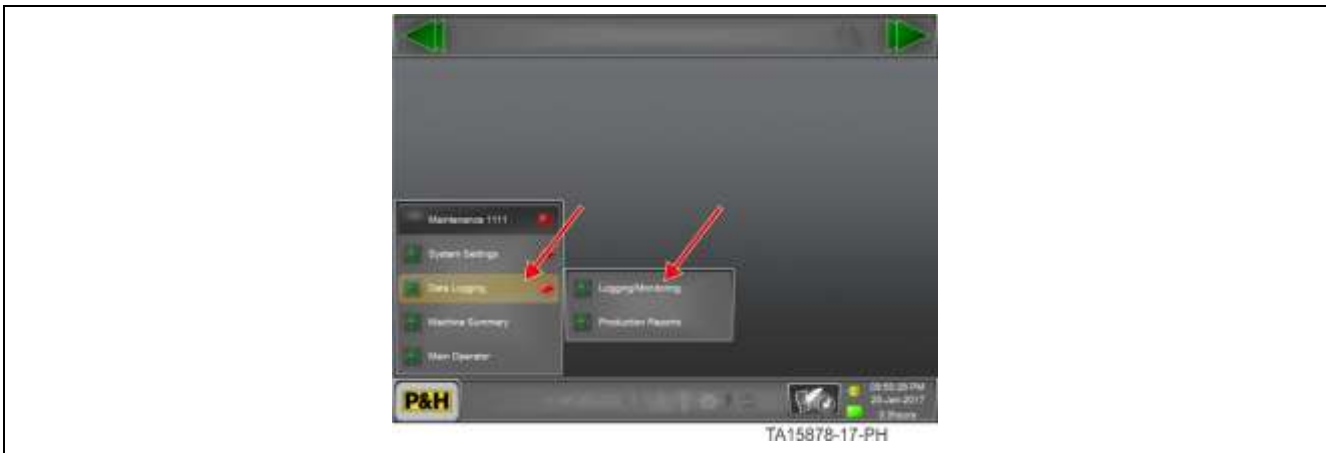 Maintenance 1111
System Settings
Data Logging
Logging/Monitoring
Machine Summary
Production Reports
Main Operator
P&H
TA15878-17-PH